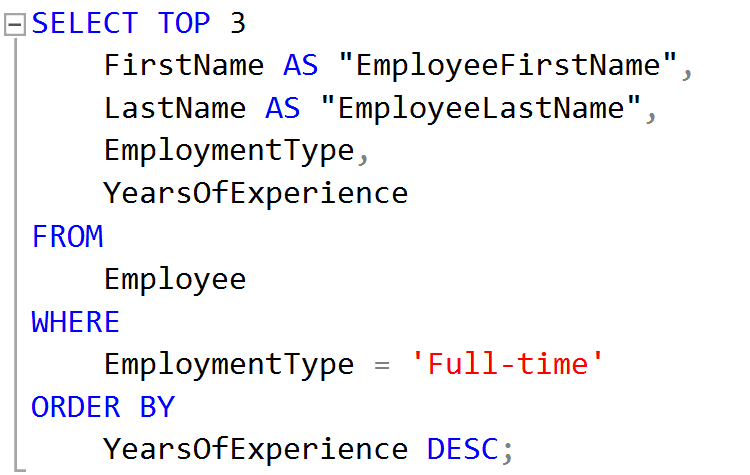 SELECT TOP 3
FirstName AS "EmployeeFirstName",
LastName AS "EmployeeLastName",
EmploymentType,
YearsOfExperience
FROM
Employee
WHERE
EmploymentType = 'Full-time'
ORDER BY
YearsOfExperience DESC;